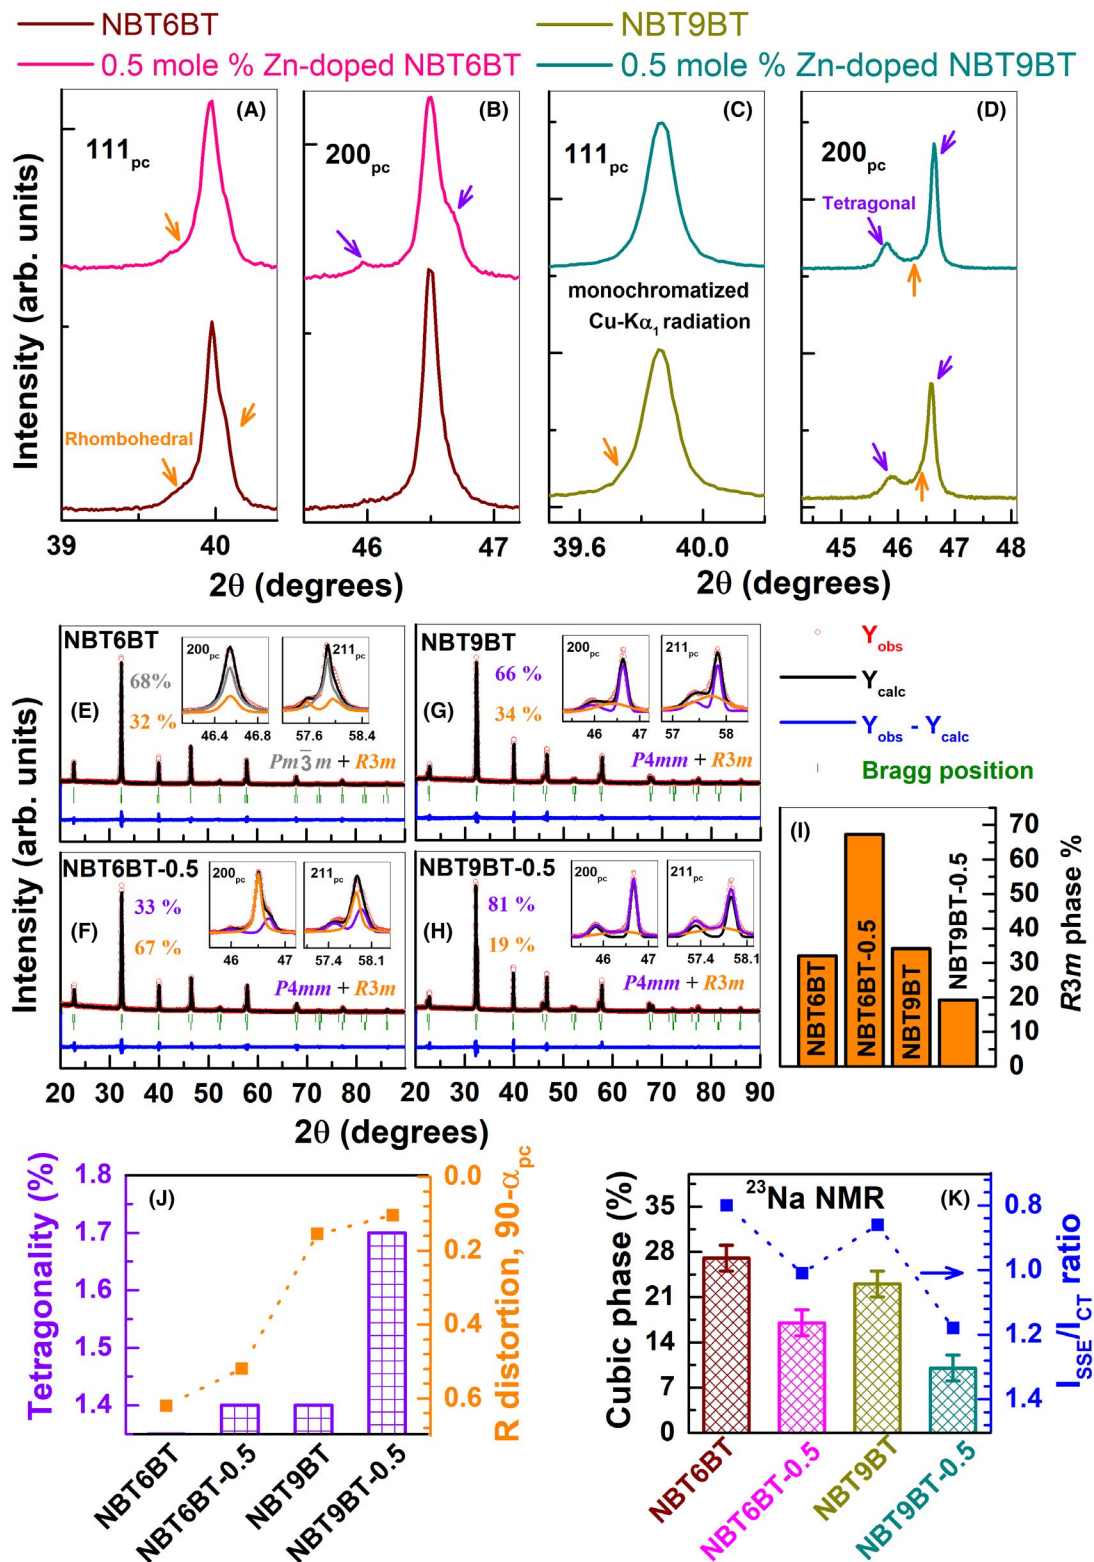 NBT6BT
NBT9BT
0.5 mole % Zn-doped NBT6BT
0.5 mole % Zn-doped NBT9BT
Intensity (arb. units)
(A)
111pc
Rhombohedral
39
40
(B)
200pc
46
47
2θ (degrees)
(C)
111pc
monochromatized
Cu-Kα1 radiation
39.6
40.0
(D)
200pc
Tetragonal
45
46
47
48
2θ (degrees)
Intensity (arb. units)
NBT6BT
(E)
68%
32 %
200pc
46.4
46.8
211pc
57.6
58.4
Pm3̅m + R3m
NBT9BT
(G)
66 %
34 %
200pc
46
47
211pc
57
58
P4mm + R3m
Yobs
Ycalc
Yobs - Ycalc
Bragg position
NBT6BT-0.5
(F)
33 %
67 %
200pc
46
47
211pc
57.4
58.1
P4mm + R3m
20 30 40 50 60 70 80
NBT9BT-0.5
(H)
81 %
19 %
200pc
46
47
211pc
57.4
58.1
P4mm + R3m
20 30 40 50 60 70 80 90
2θ (degrees)
(I)
NBT6BT
NBT6BT-0.5
NBT9BT
NBT9BT-0.5
70
60
50
40
30
20
10
0
R3m phase %
(J)
Tetragonality (%)
1.8
1.7
1.6
1.5
1.4
0.0
0.2
0.4
0.6
R distortion, 90-αpc
NBT6BT
NBT6BT-0.5
NBT9BT
NBT9BT-0.5
23Na NMR
(K)
Cubic phase (%)
35
28
21
14
7
0
0.8
1.0
1.2
1.4
ISSE/ICT ratio
NBT6BT
NBT6BT-0.5
NBT9BT
NBT9BT-0.5